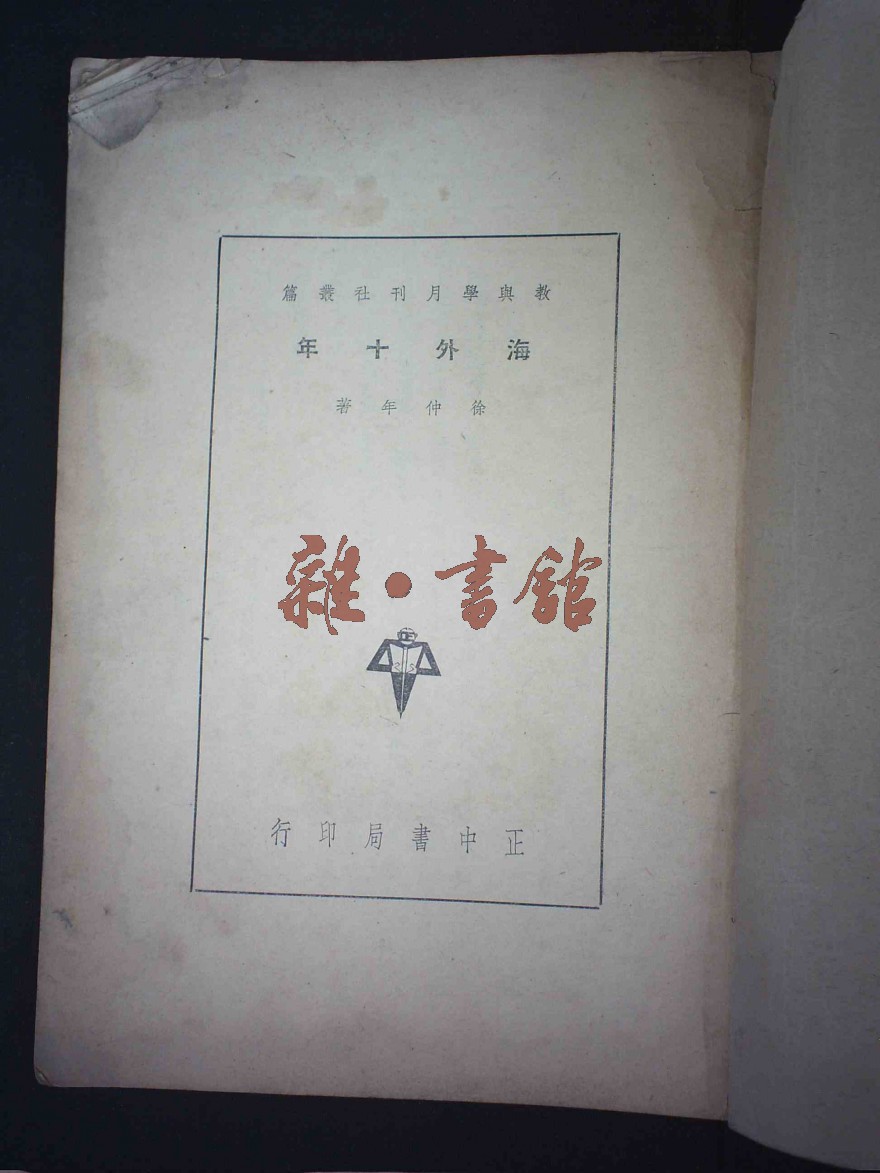 教與學月刊社叢篇
海外十年
徐仲年著
雜·書館
正中書局印行